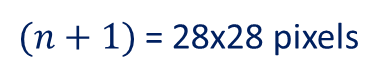 (n + 1) = 28x28 pixels